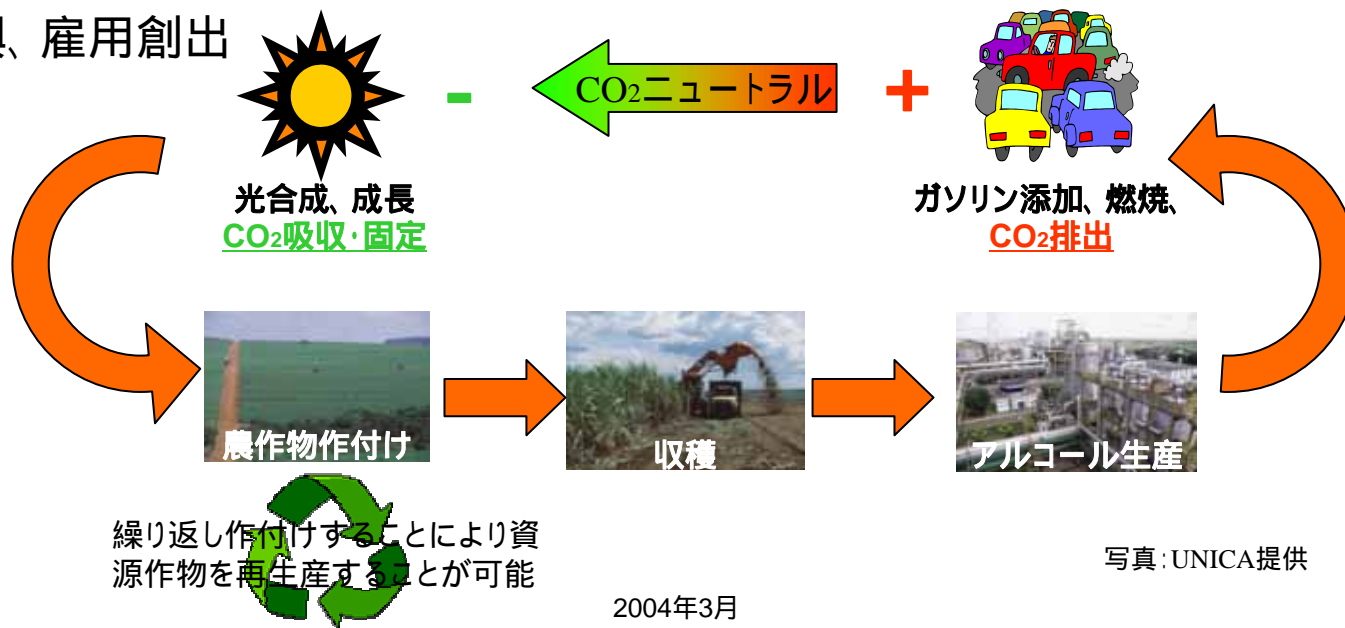 、雇用創出
CO₂ニュートラル
-
+
光合成、成長
CO₂吸収・固定
ガソリン添加、燃焼、
CO₂排出
農作物作付け
収穫
アルコール生産
繰り返し作付けすることにより資
源作物を再生産することが可能
写真:UNICA提供
2004年3月